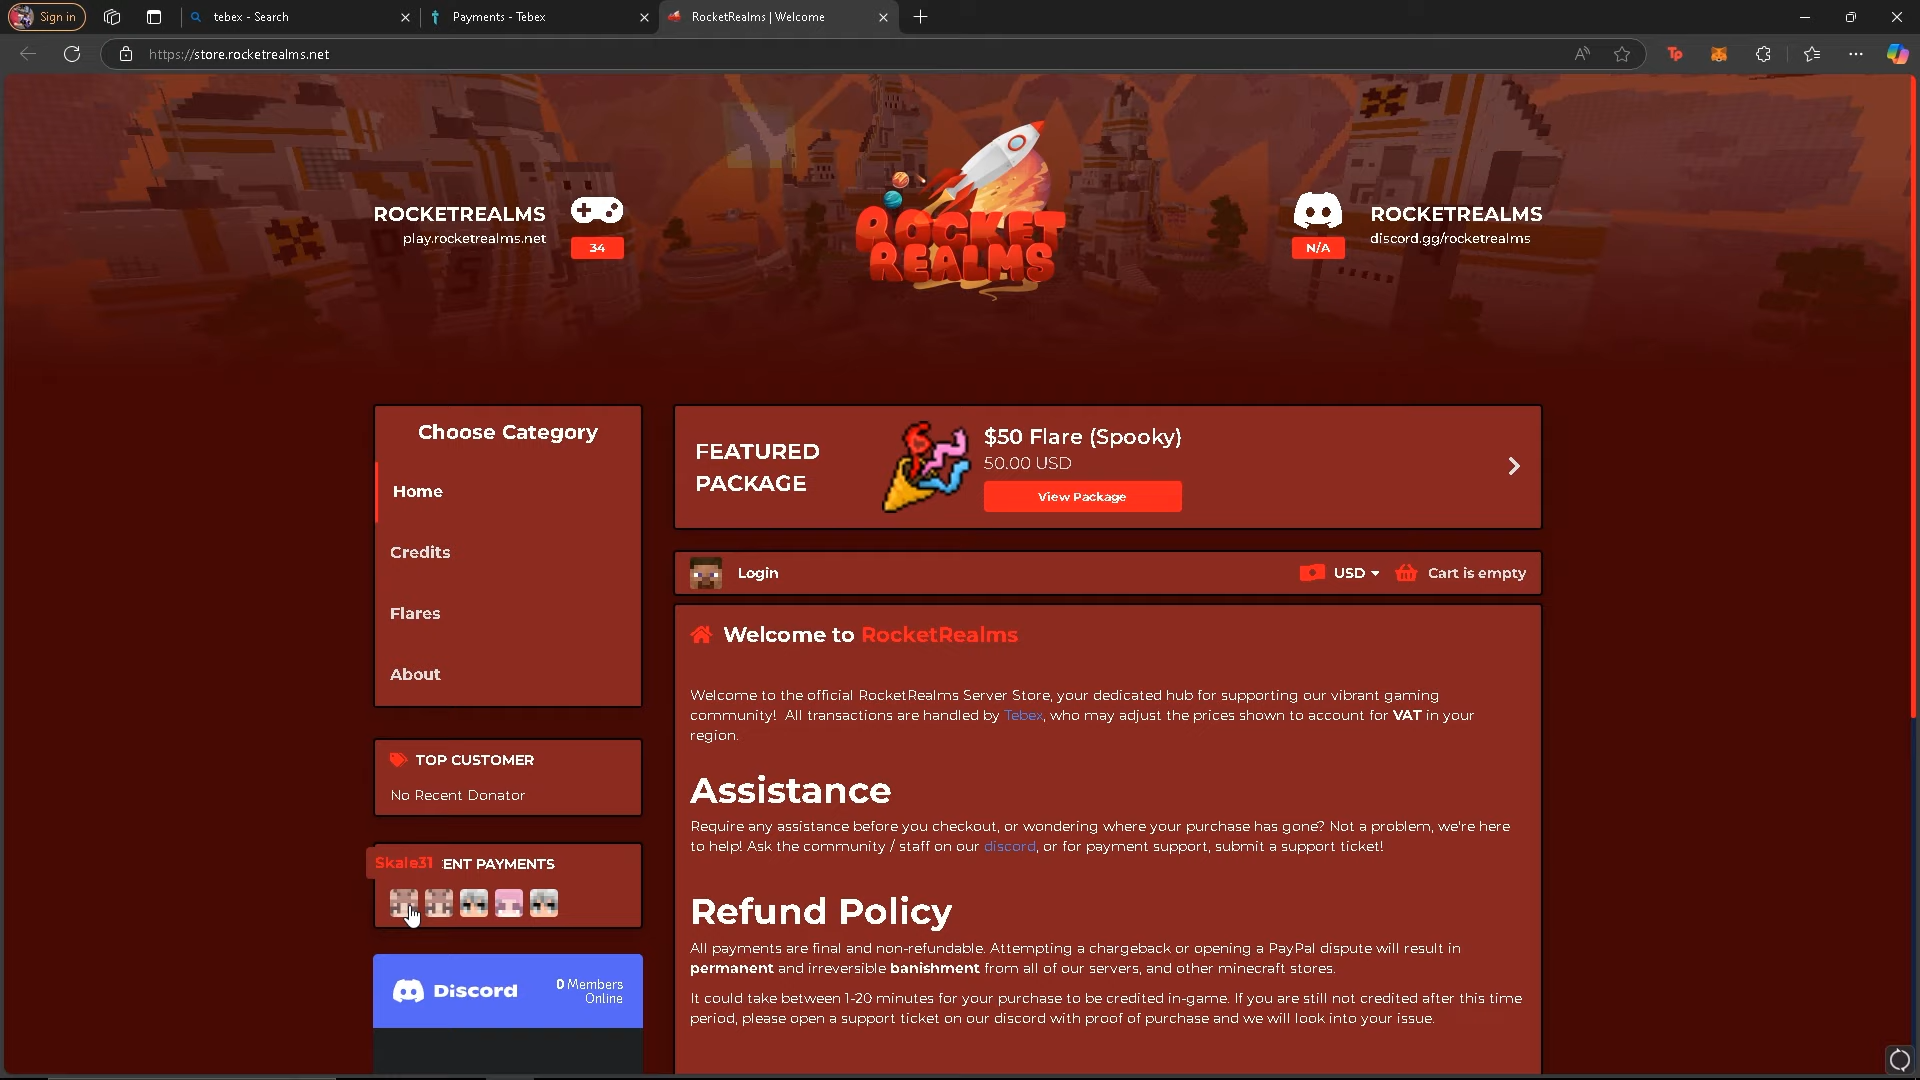 Sign in
tebex - Search
Payments - Tebex
RocketRealms | Welcome
https://store.rocketrealms.net
ROCKETREALMS
play.rocketrealms.net
34
ROCKET
REALMS
N/A
ROCKETREALMS
discord.gg/rocketrealms
Choose Category
Home
Credits
Flares
About
TOP CUSTOMER
No Recent Donator
Skale31 ENT PAYMENTS
Discord
0 Members
Online
FEATURED
PACKAGE
$50 Flare (Spooky)
50.00 USD
View Package
Login
USD
Cart is empty
Welcome to RocketRealms
Welcome to the official RocketRealms Server Store, your dedicated hub for supporting our vibrant gaming
community! All transactions are handled by Tebex, who may adjust the prices shown to account for VAT in your
region.
Assistance
Require any assistance before you checkout, or wondering where your purchase has gone? Not a problem, we're here
to help! Ask the community / staff on our discord, or for payment support, submit a support ticket!
Refund Policy
All payments are final and non-refundable. Attempting a chargeback or opening a PayPal dispute will result in
permanent and irreversible banishment from all of our servers, and other minecraft stores.
It could take between 1-20 minutes for your purchase to be credited in-game. If you are still not credited after this time
period, please open a support ticket on our discord with proof of purchase and we will look into your issue.